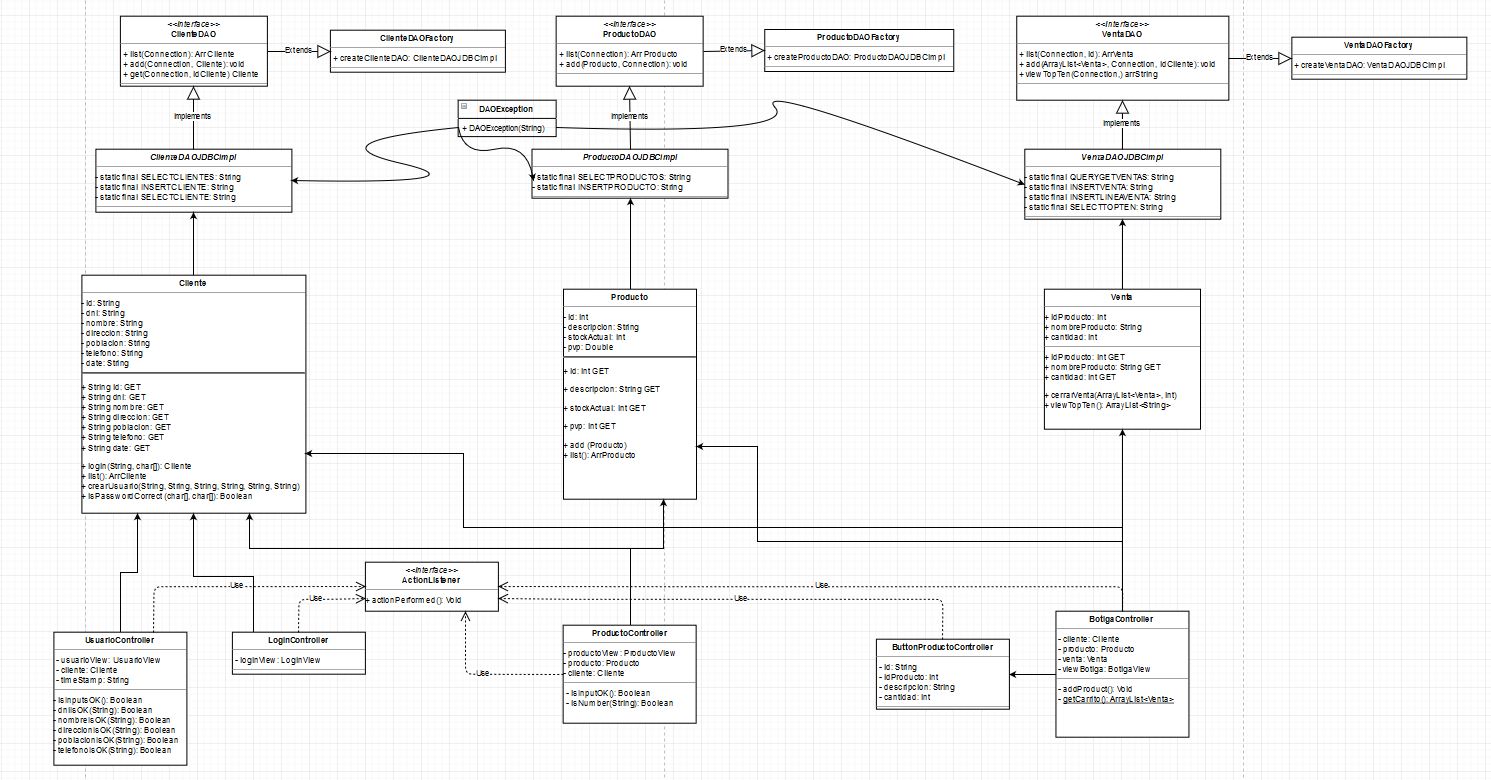 <<Interface>>
ClienteDAO
+ list(Connection): ArrCliente
+ add(Connection, Cliente): void
+ get(Connection, idCliente) Cliente
Extends
ClienteDAOFactory
+ createClienteDAO: ClienteDAOJDBCImpl
<<Interface>>
ProductoDAO
+ list(Connection): ArrProducto
+ add(Producto, Connection): void
Extends
ProductoDAOFactory
+ createProductoDAO: ProductoDAOJDBCImpl
<<Interface>>
VentaDAO
+ list(Connection, id): ArrVenta
+ add(ArrayList<Venta>, Connection, idCliente): void
+ viewTopTen(Connection,) arrString
Extends
VentaDAOFactory
+ createVentaDAO: VentaDAOJDBCImpl
Implements
DAOException
+ DAOException(String)
Implements
Implements
ClienteDAOJDBCImpl
- static final SELECTCLIENTES: String
- static final INSERTCLIENTE: String
- static final SELECTCLIENTE: String
ProductoDAOJDBCImpl
- static final SELECTPRODUCTOS: String
- static final INSERTPRODUCTO: String
VentaDAOJDBCImpl
- static final QUERYGETVENTAS: String
- static final INSERTVENTA: String
- static final INSERTLINEAVENTA: String
- static final SELECTTOPTEN: String
Cliente
- id: String
- dni: String
- nombre: String
- direccion: String
- poblacion: String
- telefono: String
- date: String
+ String id: GET
+ String dni: GET
+ String nombre: GET
+ String direccion: GET
+ String poblacion: GET
+ String telefono: GET
+ String date: GET
+ login(String, char[]): Cliente
+ list(): ArrCliente
+ crearUsuario(String, String, String, String, String, String)
+ isPasswordCorrect (char[], char[]): Boolean
Producto
- id: int
- descripcion: String
- stockActual: int
- pvp: Double
+ id: int GET
+ descripcion: String GET
+ stockActual: int GET
+ pvp: int GET
+ add (Producto)
+ list(): ArrProducto
Venta
+ idProducto: int
+ nombreProducto: String
+ cantidad: int
+ idProducto: int GET
+ nombreProducto: String GET
+ cantidad: int GET
+ cerrarVenta(ArrayList<Venta>, int)
+ viewTopTen(): ArrayList<String>
<<Interface>>
ActionListener
+ actionPerformed(): Void
Use
Use
Use
Use
Use
UsuarioController
- usuarioView: UsuarioView
- cliente: Cliente
- timeStamp: String
- isInputsOK(): Boolean
- dniIsOK(String): Boolean
- nombreIsOK(String): Boolean
- direccionIsOK(String): Boolean
- poblacionIsOK(String): Boolean
- telefonoIsOK(String): Boolean
LoginController
- loginView: LoginView
ProductoController
- productoView: ProductoView
- producto: Producto
- cliente: Cliente
- isInputOK(): Boolean
- isNumber(String): Boolean
ButtonProductoController
- id: String
- idProducto: int
- descripcion: String
- cantidad: int
BotigaController
- cliente: Cliente
- producto: Producto
- venta: Venta
- viewBotiga: BotigaView
- addProduct(): Void
- getCarrito(): ArrayList<Venta>